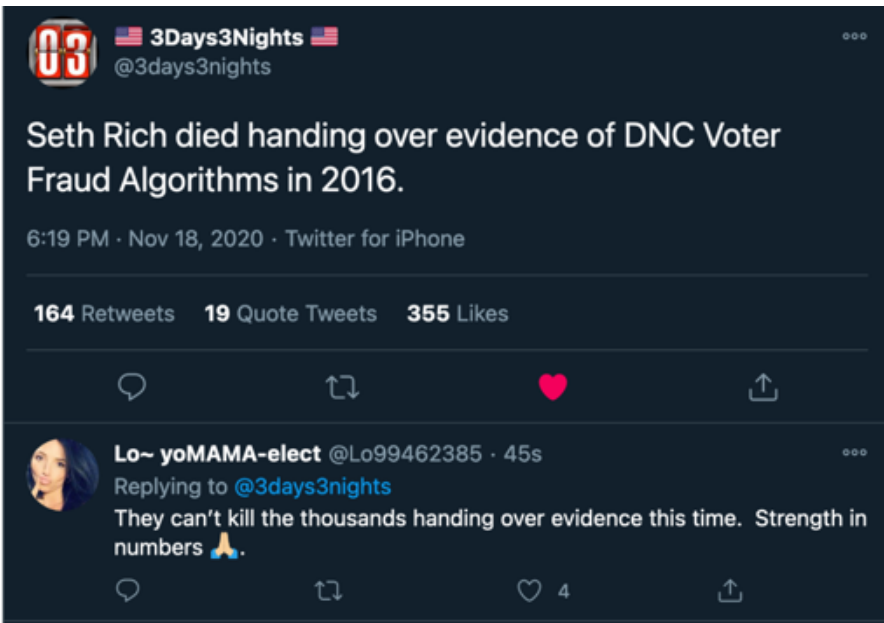 03
🇺🇸 3Days3Nights 🇺🇸
@3days3nights
Seth Rich died handing over evidence of DNC Voter
Fraud Algorithms in 2016.
6:19 PM · Nov 18, 2020 · Twitter for iPhone
164 Retweets 19 Quote Tweets 355 Likes
Lo~ yoMAMA-elect @Lo99462385 · 45s
Replying to @3days3nights
They can’t kill the thousands handing over evidence this time.  Strength in
numbers 🙏🏼.
4